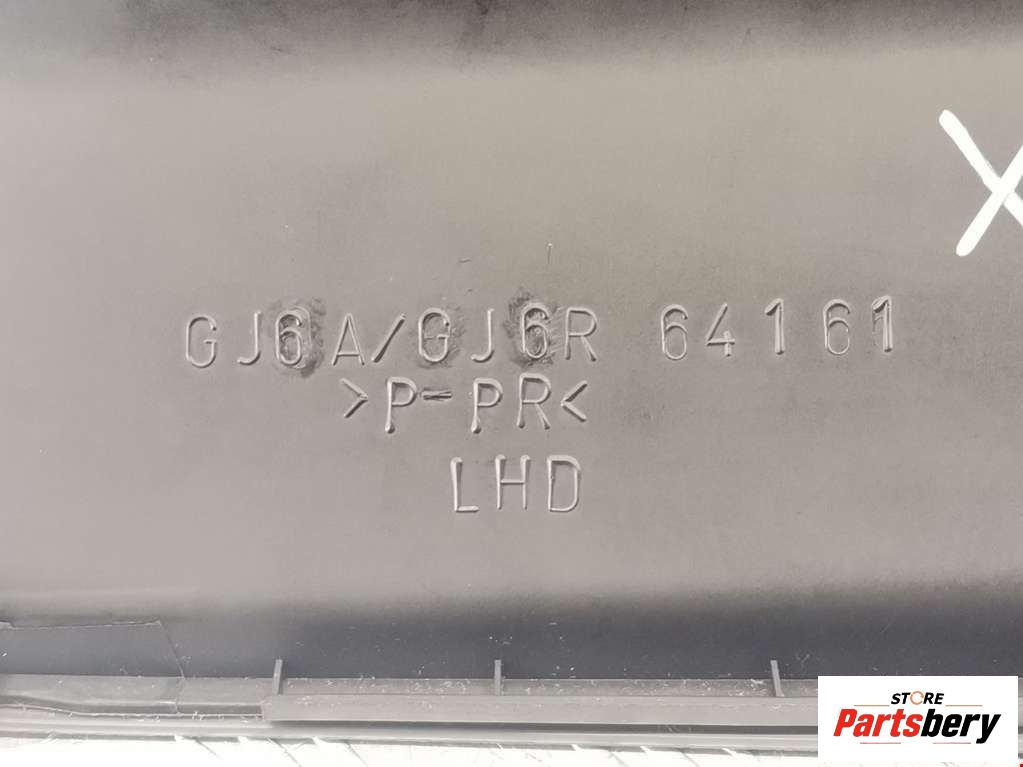 X
GJ6A/GJ6R 64161
>P-PR<
LHD
STORE
Partsbery